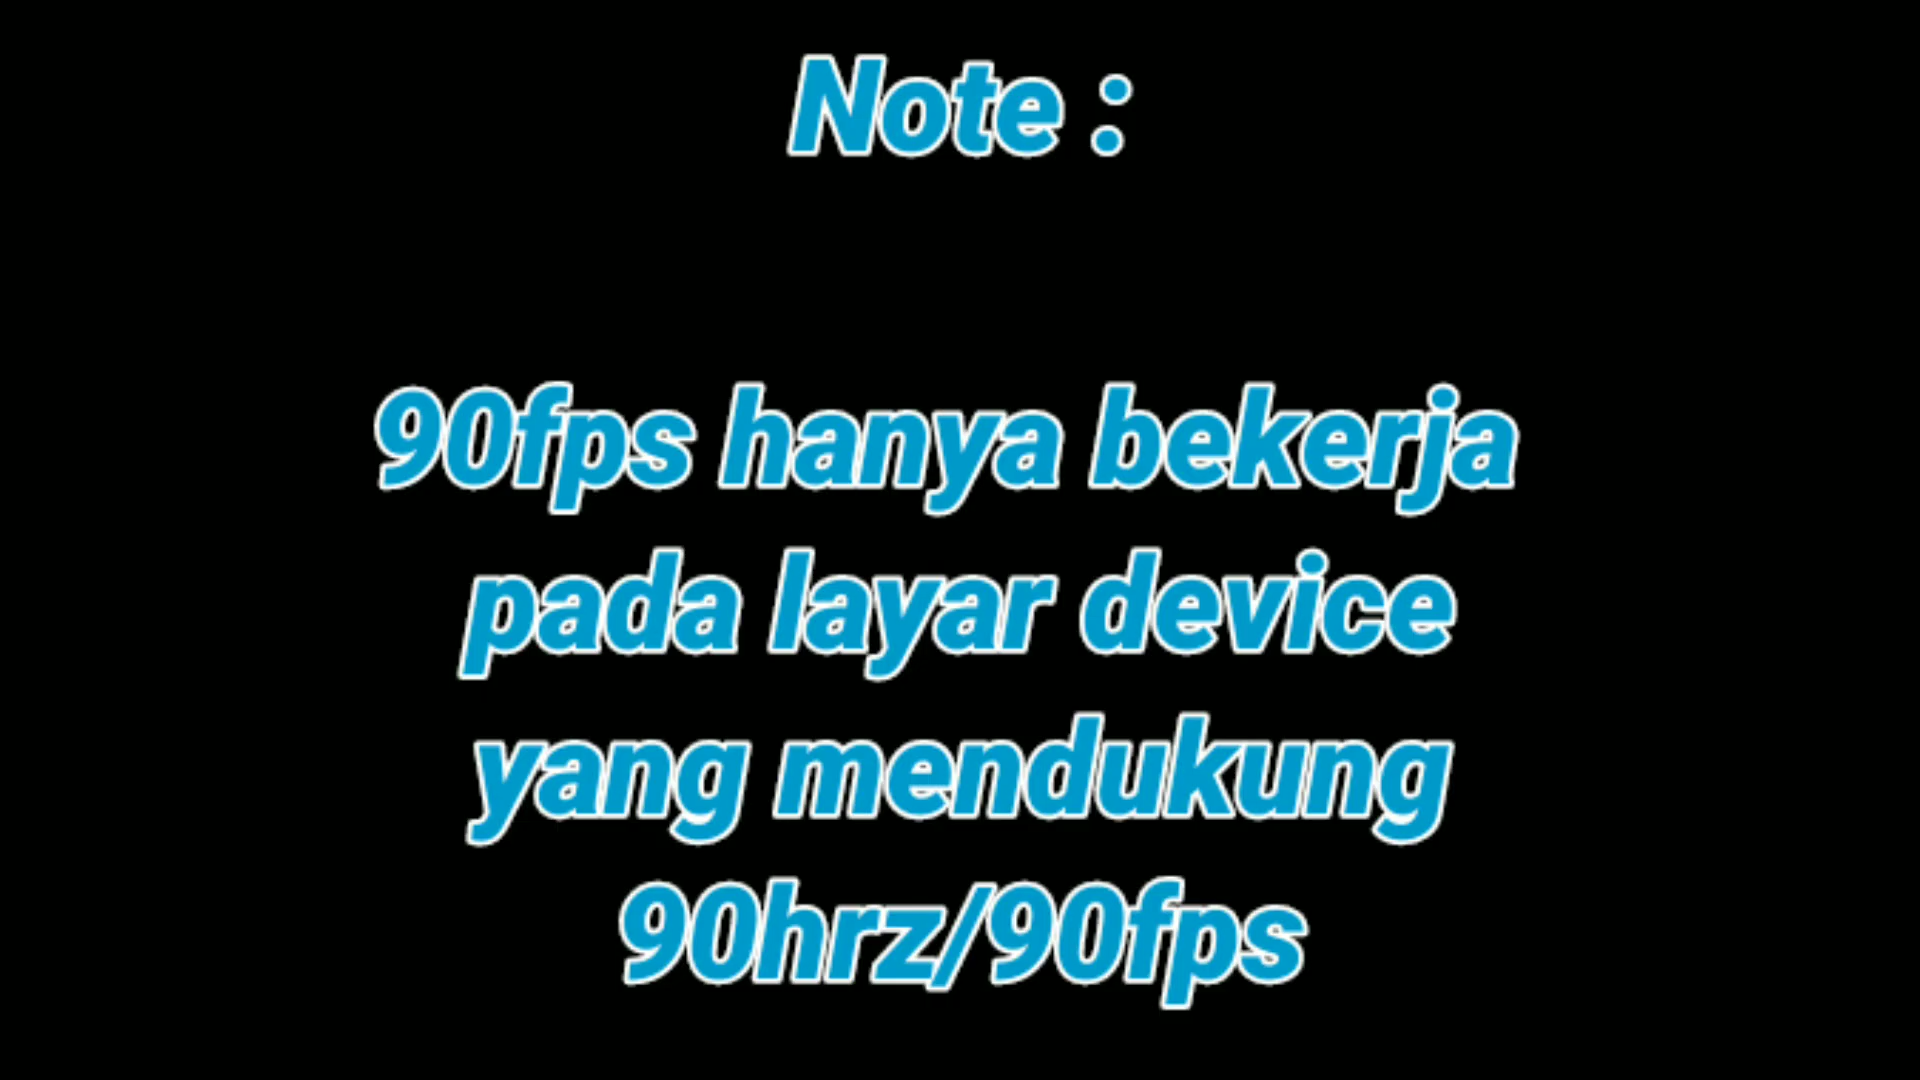 Note :
90fps hanya bekerja
pada layar device
yang mendukung
90hrz/90fps